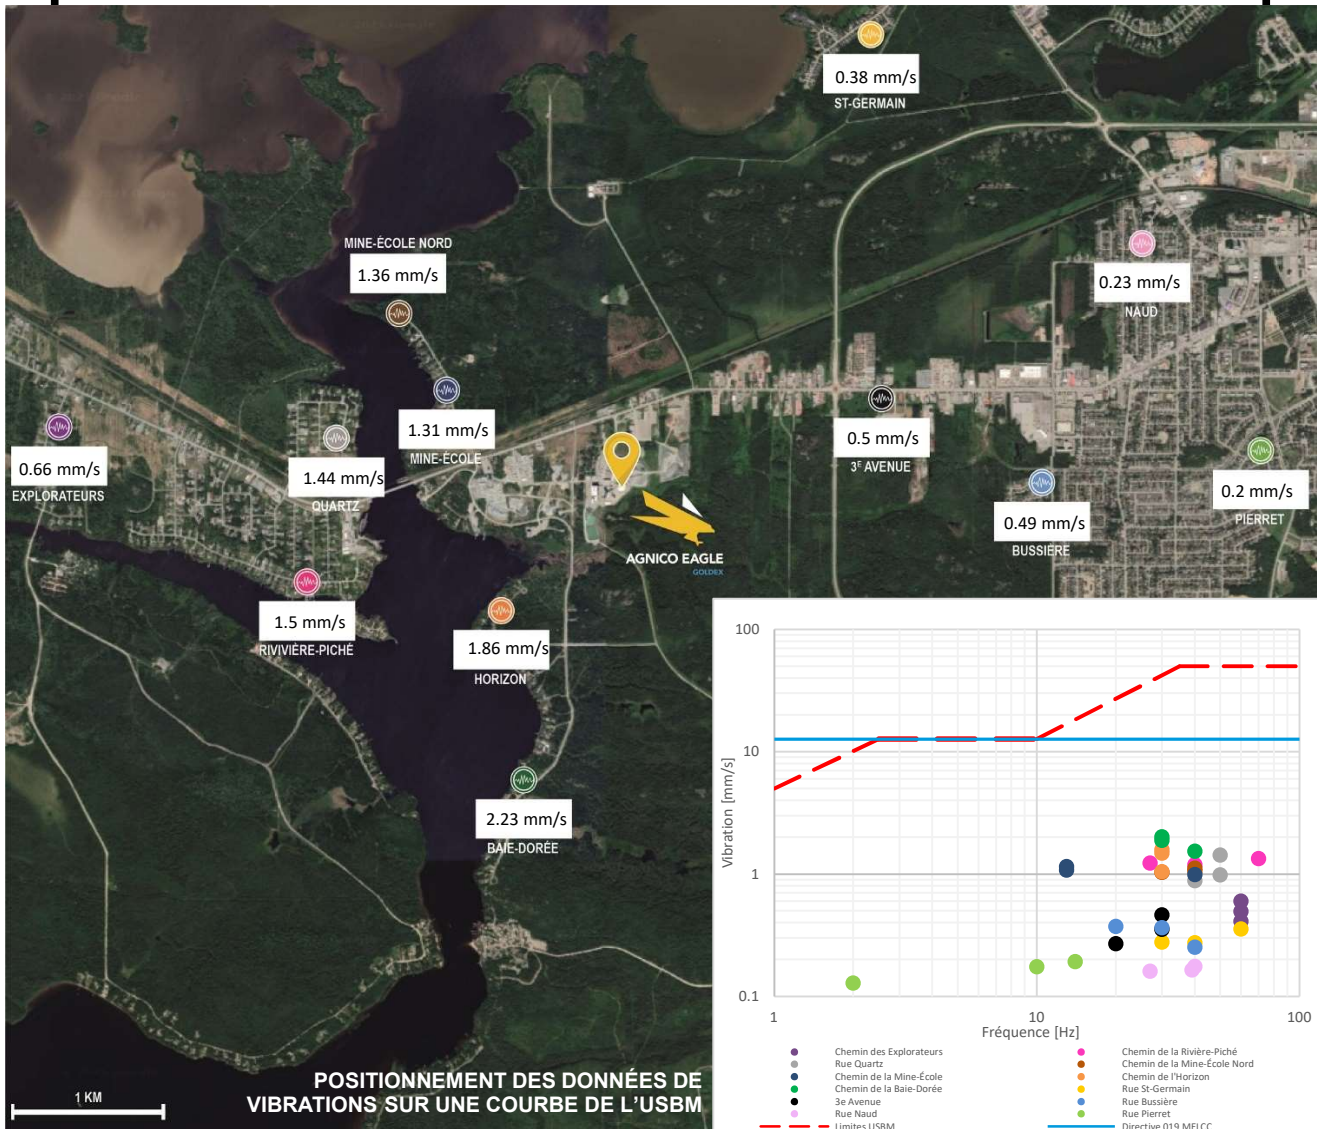 0.38 mm/s
ST-GERMAIN
MINE-ÉCOLE NORD
1.36 mm/s
0.23 mm/s
NAUD
1.31 mm/s
MINE-ÉCOLE
0.66 mm/s
EXPLORATEURS
1.44 mm/s
QUARTZ
0.5 mm/s
3E AVENUE
0.2 mm/s
PIERRET
0.49 mm/s
BUSSIÈRE
AGNICO EAGLE
GOLDEX
1.5 mm/s
RIVIVIÈRE-PICHÉ
1.86 mm/s
HORIZON
2.23 mm/s
BAIE-DORÉE
1 KM
POSITIONNEMENT DES DONNÉES DE
VIBRATIONS SUR UNE COURBE DE L'USBM
100
10
1
0.1
Vibration [mm/s]
1
10
100
Fréquence [Hz]
Chemin des Explorateurs
Chemin de la Rivière-Piché
Rue Quartz
Chemin de la Mine-École Nord
Chemin de la Mine-École
Chemin de l'Horizon
Chemin de la Baie-Dorée
Rue St-Germain
3e Avenue
Rue Bussière
Rue Naud
Rue Pierret
Limites USBM
Directive 019 MELCC